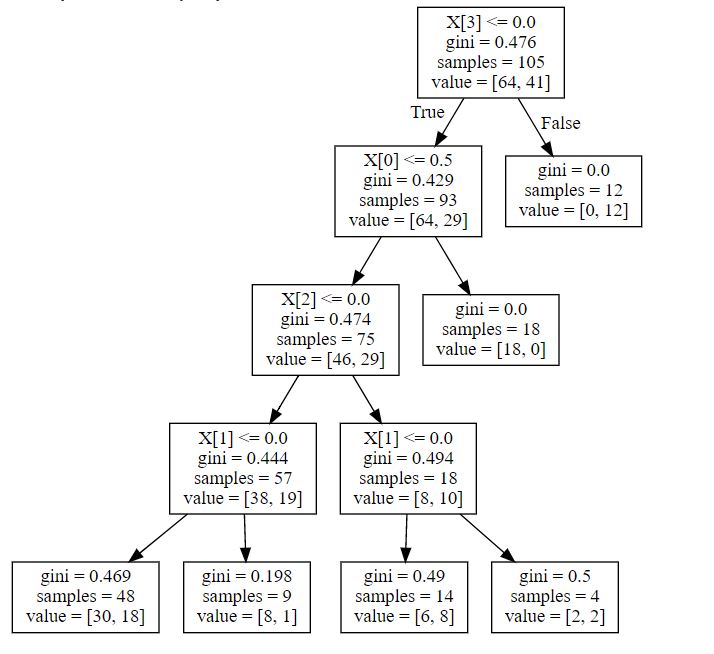 X[3] <= 0.0
gini = 0.476
samples = 105
value = [64, 41]
True
False
X[0] <= 0.5
gini = 0.429
samples = 93
value = [64, 29]
gini = 0.0
samples = 12
value = [0, 12]
X[2] <= 0.0
gini = 0.474
samples = 75
value = [46, 29]
gini = 0.0
samples = 18
value = [18, 0]
X[1] <= 0.0
gini = 0.444
samples = 57
value = [38, 19]
X[1] <= 0.0
gini = 0.494
samples = 18
value = [8, 10]
gini = 0.469
samples = 48
value = [30, 18]
gini = 0.198
samples = 9
value = [8, 1]
gini = 0.49
samples = 14
value = [6, 8]
gini = 0.5
samples = 4
value = [2, 2]